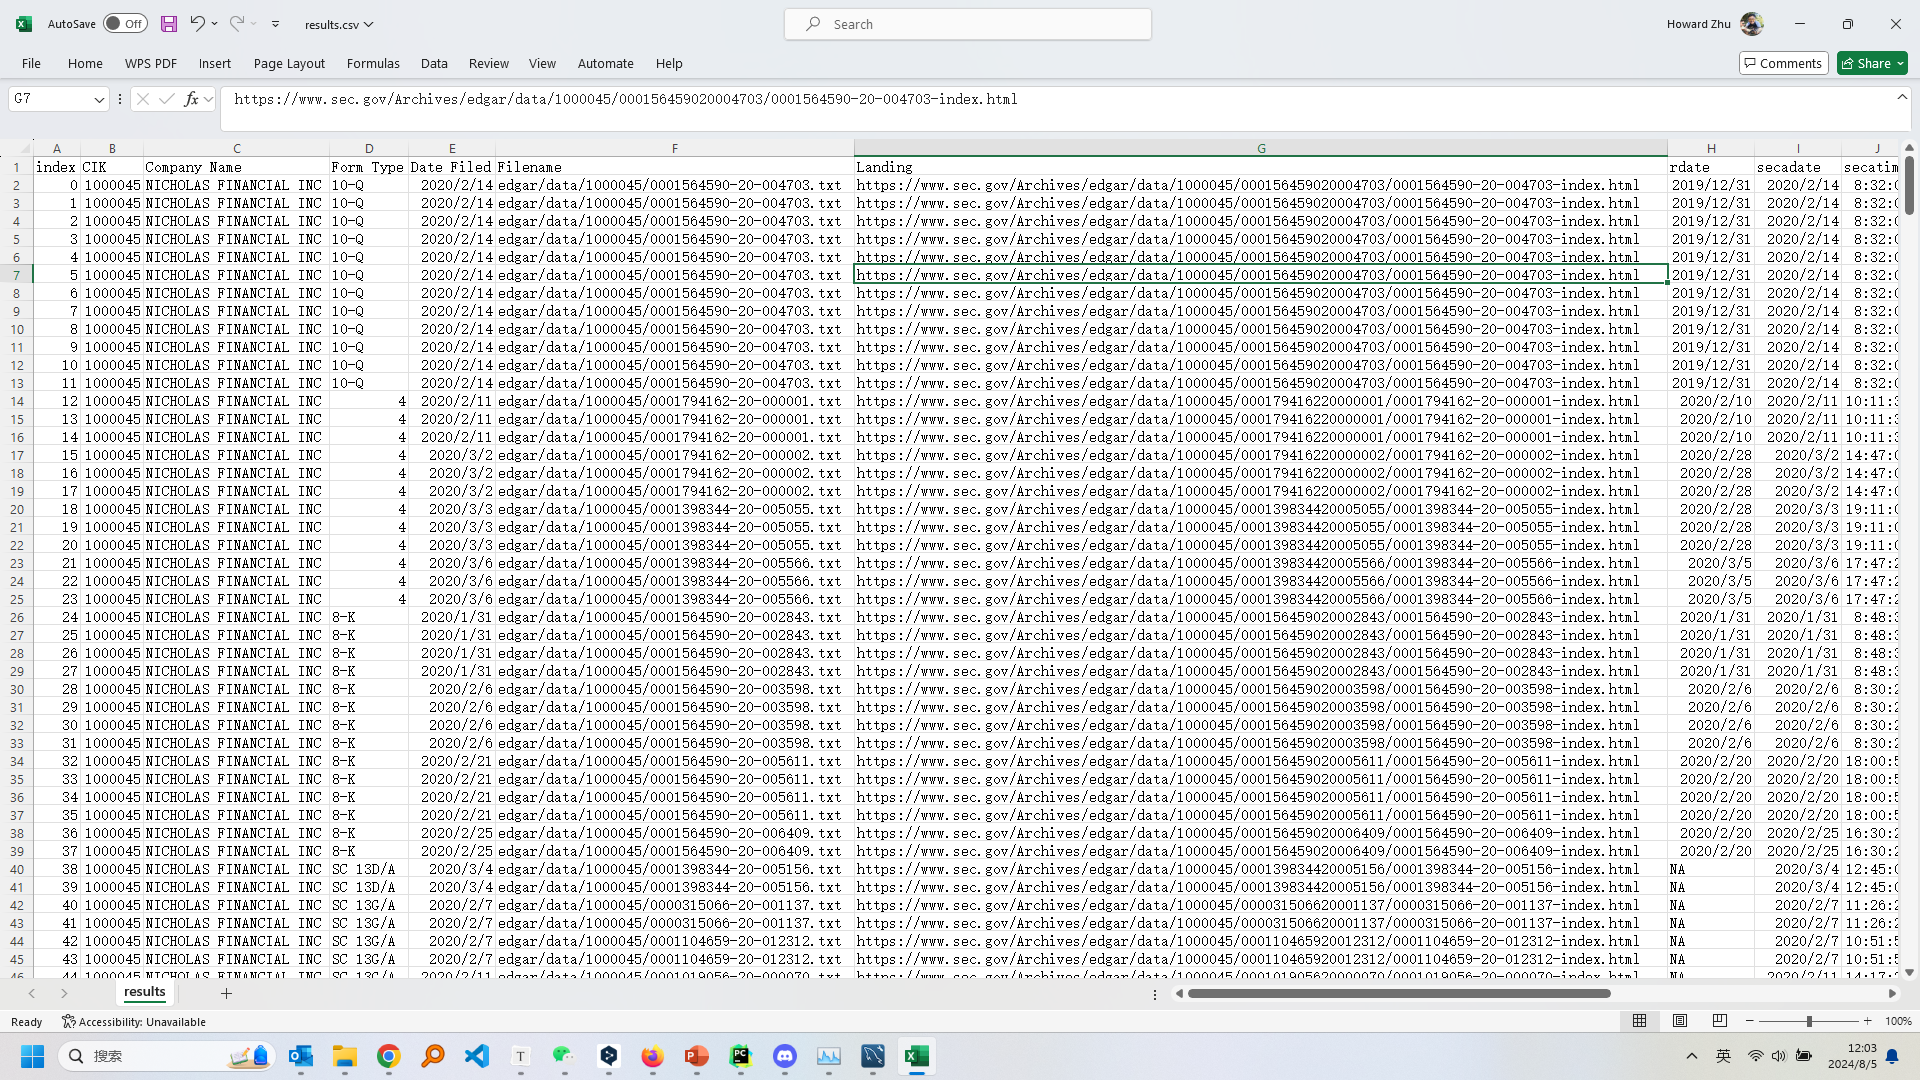 AutoSave Off results.csv Search Howard Zhu
File Home WPS PDF Insert Page Layout Formulas Data Review View Automate Help Comments Share
G7 fx https://www.sec.gov/Archives/edgar/data/1000045/000156459020004703/0001564590-20-004703-index.html
A B C D E F G H I J
1 index CIK Company Name Form Type Date Filed Filename Landing rdate secadate secatim
2 0 1000045 NICHOLAS FINANCIAL INC 10-Q 2020/2/14 edgar/data/1000045/0001564590-20-004703.txt https://www.sec.gov/Archives/edgar/data/1000045/000156459020004703/0001564590-20-004703-index.html 2019/12/31 2020/2/14 8:32:0
3 1 1000045 NICHOLAS FINANCIAL INC 10-Q 2020/2/14 edgar/data/1000045/0001564590-20-004703.txt https://www.sec.gov/Archives/edgar/data/1000045/000156459020004703/0001564590-20-004703-index.html 2019/12/31 2020/2/14 8:32:0
4 2 1000045 NICHOLAS FINANCIAL INC 10-Q 2020/2/14 edgar/data/1000045/0001564590-20-004703.txt https://www.sec.gov/Archives/edgar/data/1000045/000156459020004703/0001564590-20-004703-index.html 2019/12/31 2020/2/14 8:32:0
5 3 1000045 NICHOLAS FINANCIAL INC 10-Q 2020/2/14 edgar/data/1000045/0001564590-20-004703.txt https://www.sec.gov/Archives/edgar/data/1000045/000156459020004703/0001564590-20-004703-index.html 2019/12/31 2020/2/14 8:32:0
6 4 1000045 NICHOLAS FINANCIAL INC 10-Q 2020/2/14 edgar/data/1000045/0001564590-20-004703.txt https://www.sec.gov/Archives/edgar/data/1000045/000156459020004703/0001564590-20-004703-index.html 2019/12/31 2020/2/14 8:32:0
7 5 1000045 NICHOLAS FINANCIAL INC 10-Q 2020/2/14 edgar/data/1000045/0001564590-20-004703.txt https://www.sec.gov/Archives/edgar/data/1000045/000156459020004703/0001564590-20-004703-index.html 2019/12/31 2020/2/14 8:32:0
8 6 1000045 NICHOLAS FINANCIAL INC 10-Q 2020/2/14 edgar/data/1000045/0001564590-20-004703.txt https://www.sec.gov/Archives/edgar/data/1000045/000156459020004703/0001564590-20-004703-index.html 2019/12/31 2020/2/14 8:32:0
9 7 1000045 NICHOLAS FINANCIAL INC 10-Q 2020/2/14 edgar/data/1000045/0001564590-20-004703.txt https://www.sec.gov/Archives/edgar/data/1000045/000156459020004703/0001564590-20-004703-index.html 2019/12/31 2020/2/14 8:32:0
10 8 1000045 NICHOLAS FINANCIAL INC 10-Q 2020/2/14 edgar/data/1000045/0001564590-20-004703.txt https://www.sec.gov/Archives/edgar/data/1000045/000156459020004703/0001564590-20-004703-index.html 2019/12/31 2020/2/14 8:32:0
11 9 1000045 NICHOLAS FINANCIAL INC 10-Q 2020/2/14 edgar/data/1000045/0001564590-20-004703.txt https://www.sec.gov/Archives/edgar/data/1000045/000156459020004703/0001564590-20-004703-index.html 2019/12/31 2020/2/14 8:32:0
12 10 1000045 NICHOLAS FINANCIAL INC 10-Q 2020/2/14 edgar/data/1000045/0001564590-20-004703.txt https://www.sec.gov/Archives/edgar/data/1000045/000156459020004703/0001564590-20-004703-index.html 2019/12/31 2020/2/14 8:32:0
13 11 1000045 NICHOLAS FINANCIAL INC 10-Q 2020/2/14 edgar/data/1000045/0001564590-20-004703.txt https://www.sec.gov/Archives/edgar/data/1000045/000156459020004703/0001564590-20-004703-index.html 2019/12/31 2020/2/14 8:32:0
14 12 1000045 NICHOLAS FINANCIAL INC 4 2020/2/11 edgar/data/1000045/0001794162-20-000001.txt https://www.sec.gov/Archives/edgar/data/1000045/000179416220000001/0001794162-20-000001-index.html 2020/2/10 2020/2/11 10:11:3
15 13 1000045 NICHOLAS FINANCIAL INC 4 2020/2/11 edgar/data/1000045/0001794162-20-000001.txt https://www.sec.gov/Archives/edgar/data/1000045/000179416220000001/0001794162-20-000001-index.html 2020/2/10 2020/2/11 10:11:3
16 14 1000045 NICHOLAS FINANCIAL INC 4 2020/2/11 edgar/data/1000045/0001794162-20-000001.txt https://www.sec.gov/Archives/edgar/data/1000045/000179416220000001/0001794162-20-000001-index.html 2020/2/10 2020/2/11 10:11:3
17 15 1000045 NICHOLAS FINANCIAL INC 4 2020/3/2 edgar/data/1000045/0001794162-20-000002.txt https://www.sec.gov/Archives/edgar/data/1000045/000179416220000002/0001794162-20-000002-index.html 2020/2/28 2020/3/2 14:47:0
18 16 1000045 NICHOLAS FINANCIAL INC 4 2020/3/2 edgar/data/1000045/0001794162-20-000002.txt https://www.sec.gov/Archives/edgar/data/1000045/000179416220000002/0001794162-20-000002-index.html 2020/2/28 2020/3/2 14:47:0
19 17 1000045 NICHOLAS FINANCIAL INC 4 2020/3/2 edgar/data/1000045/0001794162-20-000002.txt https://www.sec.gov/Archives/edgar/data/1000045/000179416220000002/0001794162-20-000002-index.html 2020/2/28 2020/3/2 14:47:0
20 18 1000045 NICHOLAS FINANCIAL INC 4 2020/3/3 edgar/data/1000045/0001398344-20-005055.txt https://www.sec.gov/Archives/edgar/data/1000045/000139834420005055/0001398344-20-005055-index.html 2020/2/28 2020/3/3 19:11:0
21 19 1000045 NICHOLAS FINANCIAL INC 4 2020/3/3 edgar/data/1000045/0001398344-20-005055.txt https://www.sec.gov/Archives/edgar/data/1000045/000139834420005055/0001398344-20-005055-index.html 2020/2/28 2020/3/3 19:11:0
22 20 1000045 NICHOLAS FINANCIAL INC 4 2020/3/3 edgar/data/1000045/0001398344-20-005055.txt https://www.sec.gov/Archives/edgar/data/1000045/000139834420005055/0001398344-20-005055-index.html 2020/2/28 2020/3/3 19:11:0
23 21 1000045 NICHOLAS FINANCIAL INC 4 2020/3/6 edgar/data/1000045/0001398344-20-005566.txt https://www.sec.gov/Archives/edgar/data/1000045/000139834420005566/0001398344-20-005566-index.html 2020/3/5 2020/3/6 17:47:2
24 22 1000045 NICHOLAS FINANCIAL INC 4 2020/3/6 edgar/data/1000045/0001398344-20-005566.txt https://www.sec.gov/Archives/edgar/data/1000045/000139834420005566/0001398344-20-005566-index.html 2020/3/5 2020/3/6 17:47:2
25 23 1000045 NICHOLAS FINANCIAL INC 4 2020/3/6 edgar/data/1000045/0001398344-20-005566.txt https://www.sec.gov/Archives/edgar/data/1000045/000139834420005566/0001398344-20-005566-index.html 2020/3/5 2020/3/6 17:47:2
26 24 1000045 NICHOLAS FINANCIAL INC 8-K 2020/1/31 edgar/data/1000045/0001564590-20-002843.txt https://www.sec.gov/Archives/edgar/data/1000045/000156459020002843/0001564590-20-002843-index.html 2020/1/31 2020/1/31 8:48:3
27 25 1000045 NICHOLAS FINANCIAL INC 8-K 2020/1/31 edgar/data/1000045/0001564590-20-002843.txt https://www.sec.gov/Archives/edgar/data/1000045/000156459020002843/0001564590-20-002843-index.html 2020/1/31 2020/1/31 8:48:3
28 26 1000045 NICHOLAS FINANCIAL INC 8-K 2020/1/31 edgar/data/1000045/0001564590-20-002843.txt https://www.sec.gov/Archives/edgar/data/1000045/000156459020002843/0001564590-20-002843-index.html 2020/1/31 2020/1/31 8:48:3
29 27 1000045 NICHOLAS FINANCIAL INC 8-K 2020/1/31 edgar/data/1000045/0001564590-20-002843.txt https://www.sec.gov/Archives/edgar/data/1000045/000156459020002843/0001564590-20-002843-index.html 2020/1/31 2020/1/31 8:48:3
30 28 1000045 NICHOLAS FINANCIAL INC 8-K 2020/2/6 edgar/data/1000045/0001564590-20-003598.txt https://www.sec.gov/Archives/edgar/data/1000045/000156459020003598/0001564590-20-003598-index.html 2020/2/6 2020/2/6 8:30:2
31 29 1000045 NICHOLAS FINANCIAL INC 8-K 2020/2/6 edgar/data/1000045/0001564590-20-003598.txt https://www.sec.gov/Archives/edgar/data/1000045/000156459020003598/0001564590-20-003598-index.html 2020/2/6 2020/2/6 8:30:2
32 30 1000045 NICHOLAS FINANCIAL INC 8-K 2020/2/6 edgar/data/1000045/0001564590-20-003598.txt https://www.sec.gov/Archives/edgar/data/1000045/000156459020003598/0001564590-20-003598-index.html 2020/2/6 2020/2/6 8:30:2
33 31 1000045 NICHOLAS FINANCIAL INC 8-K 2020/2/6 edgar/data/1000045/0001564590-20-003598.txt https://www.sec.gov/Archives/edgar/data/1000045/000156459020003598/0001564590-20-003598-index.html 2020/2/6 2020/2/6 8:30:2
34 32 1000045 NICHOLAS FINANCIAL INC 8-K 2020/2/21 edgar/data/1000045/0001564590-20-005611.txt https://www.sec.gov/Archives/edgar/data/1000045/000156459020005611/0001564590-20-005611-index.html 2020/2/20 2020/2/20 18:00:5
35 33 1000045 NICHOLAS FINANCIAL INC 8-K 2020/2/21 edgar/data/1000045/0001564590-20-005611.txt https://www.sec.gov/Archives/edgar/data/1000045/000156459020005611/0001564590-20-005611-index.html 2020/2/20 2020/2/20 18:00:5
36 34 1000045 NICHOLAS FINANCIAL INC 8-K 2020/2/21 edgar/data/1000045/0001564590-20-005611.txt https://www.sec.gov/Archives/edgar/data/1000045/000156459020005611/0001564590-20-005611-index.html 2020/2/20 2020/2/20 18:00:5
37 35 1000045 NICHOLAS FINANCIAL INC 8-K 2020/2/21 edgar/data/1000045/0001564590-20-005611.txt https://www.sec.gov/Archives/edgar/data/1000045/000156459020005611/0001564590-20-005611-index.html 2020/2/20 2020/2/20 18:00:5
38 36 1000045 NICHOLAS FINANCIAL INC 8-K 2020/2/25 edgar/data/1000045/0001564590-20-006409.txt https://www.sec.gov/Archives/edgar/data/1000045/000156459020006409/0001564590-20-006409-index.html 2020/2/20 2020/2/25 16:30:2
39 37 1000045 NICHOLAS FINANCIAL INC 8-K 2020/2/25 edgar/data/1000045/0001564590-20-006409.txt https://www.sec.gov/Archives/edgar/data/1000045/000156459020006409/0001564590-20-006409-index.html 2020/2/20 2020/2/25 16:30:2
40 38 1000045 NICHOLAS FINANCIAL INC SC 13D/A 2020/3/4 edgar/data/1000045/0001398344-20-005156.txt https://www.sec.gov/Archives/edgar/data/1000045/000139834420005156/0001398344-20-005156-index.html NA 2020/3/4 12:45:0
41 39 1000045 NICHOLAS FINANCIAL INC SC 13D/A 2020/3/4 edgar/data/1000045/0001398344-20-005156.txt https://www.sec.gov/Archives/edgar/data/1000045/000139834420005156/0001398344-20-005156-index.html NA 2020/3/4 12:45:0
42 40 1000045 NICHOLAS FINANCIAL INC SC 13G/A 2020/2/7 edgar/data/1000045/0000315066-20-001137.txt https://www.sec.gov/Archives/edgar/data/1000045/000031506620001137/0000315066-20-001137-index.html NA 2020/2/7 11:26:2
43 41 1000045 NICHOLAS FINANCIAL INC SC 13G/A 2020/2/7 edgar/data/1000045/0000315066-20-001137.txt https://www.sec.gov/Archives/edgar/data/1000045/000031506620001137/0000315066-20-001137-index.html NA 2020/2/7 11:26:2
44 42 1000045 NICHOLAS FINANCIAL INC SC 13G/A 2020/2/7 edgar/data/1000045/0001104659-20-012312.txt https://www.sec.gov/Archives/edgar/data/1000045/000110465920012312/0001104659-20-012312-index.html NA 2020/2/7 10:51:5
45 43 1000045 NICHOLAS FINANCIAL INC SC 13G/A 2020/2/7 edgar/data/1000045/0001104659-20-012312.txt https://www.sec.gov/Archives/edgar/data/1000045/000110465920012312/0001104659-20-012312-index.html NA 2020/2/7 10:51:5
46 44 1000045 NICHOLAS FINANCIAL INC SC 13G/A 2020/2/11 edgar/data/1000045/0001019056-20-000070.txt https://www.sec.gov/Archives/edgar/data/1000045/000101905620000070/0001019056-20-000070-index.html NA 2020/2/11 14:17:2
results
Ready Accessibility: Unavailable 100%
搜索 英 12:03
2024/8/5